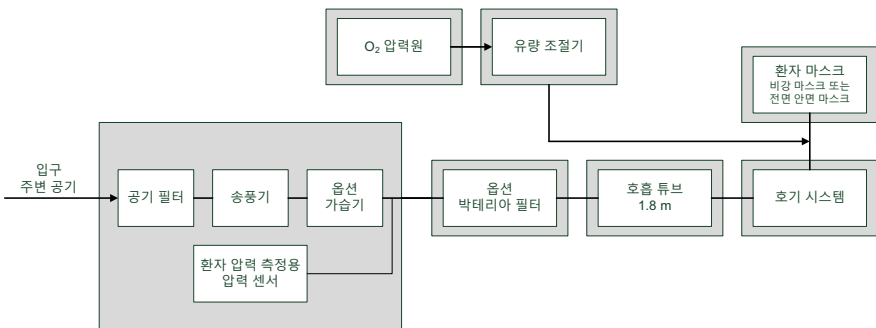 O₂ 압력원
유량 조절기
환자 마스크
비강 마스크 또는
전면 안면 마스크
입구
주변 공기
공기 필터
송풍기
옵션
가습기
옵션
박테리아 필터
호흡 튜브
1.8 m
호기 시스템
환자 압력 측정용
압력 센서